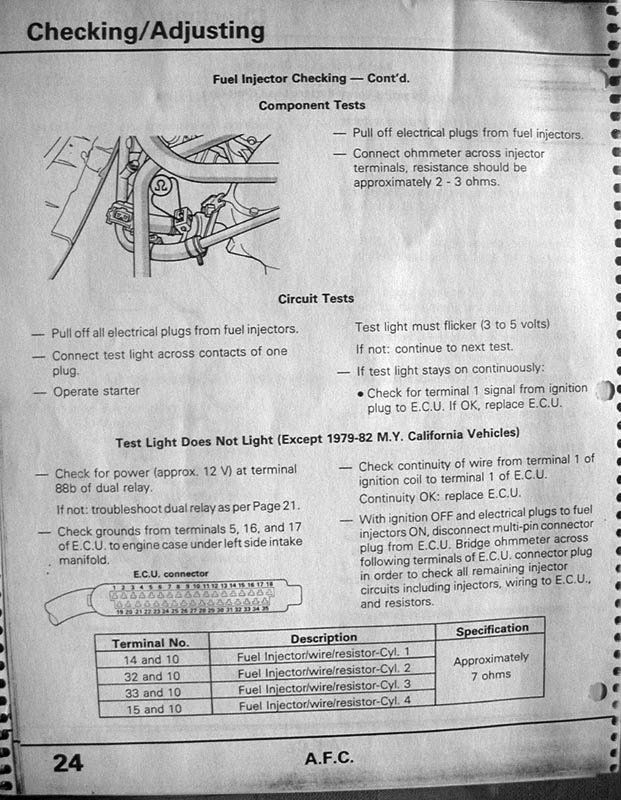 Checking/Adjusting
Fuel Injector Checking — Cont'd.
Component Tests
— Pull off electrical plugs from fuel injectors.
— Connect ohmmeter across injector
terminals, resistance should be
approximately 2 - 3 ohms.
Ω
Circuit Tests
— Pull off all electrical plugs from fuel injectors.
— Connect test light across contacts of one
plug.
— Operate starter
Test light must flicker (3 to 5 volts)
If not: continue to next test.
— If test light stays on continuously:
• Check for terminal 1 signal from ignition
plug to E.C.U. If OK, replace E.C.U.
Test Light Does Not Light (Except 1979-82 M.Y. California Vehicles)
— Check for power (approx. 12 V) at terminal
88b of dual relay.
If not: troubleshoot dual relay as per Page 21.
— Check grounds from terminals 5, 16, and 17
of E.C.U. to engine case under left side intake
manifold.
E.C.U. connector
1 2 3 4 5 6 7 8 9 10 11 12 13 14 15 16 17 18
19 20 21 22 23 24 25 26 27 28 29 30 31 32 33 34 35
— Check continuity of wire from terminal 1 of
ignition coil to terminal 1 of E.C.U.
Continuity OK: replace E.C.U.
— With ignition OFF and electrical plugs to fuel
injectors ON, disconnect multi-pin connector
plug from E.C.U. Bridge ohmmeter across
following terminals of E.C.U. connector plug
in order to check all remaining injector
circuits including injectors, wiring to E.C.U.,
and resistors.
Terminal No. Description Specification
14 and 10 Fuel Injector/wire/resistor-Cyl. 1
32 and 10 Fuel Injector/wire/resistor-Cyl. 2
33 and 10 Fuel Injector/wire/resistor-Cyl. 3
15 and 10 Fuel Injector/wire/resistor-Cyl. 4
Approximately
7 ohms
24
A.F.C.